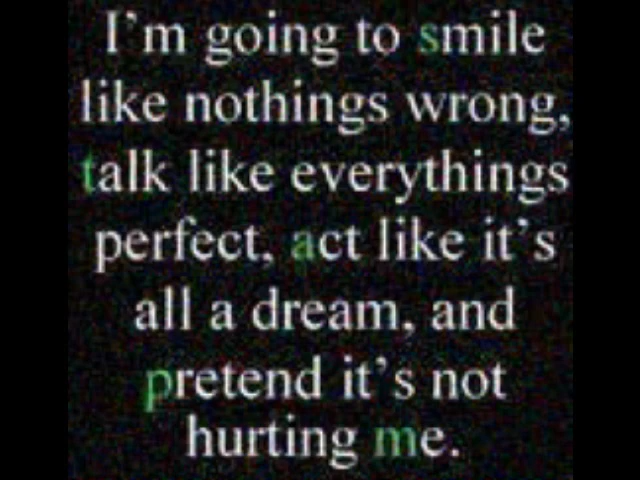 I'm going to smile
like nothings wrong,
talk like everythings
perfect, act like it's
all a dream, and
pretend it's not
hurting me.